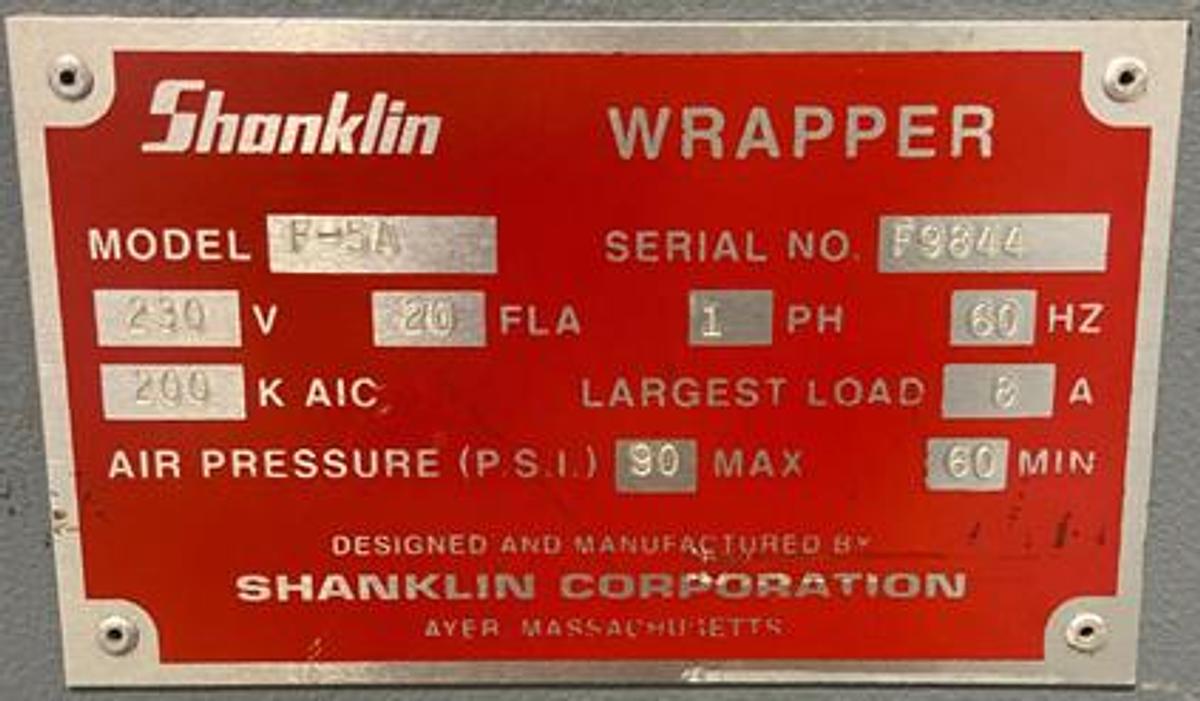 Shanklin WRAPPER
MODEL F-5A SERIAL NO. F9844
230 V 20 FLA 1 PH 60 HZ
200 K AIC LARGEST LOAD 8 A
AIR PRESSURE (P.S.I.) 90 MAX 60 MIN
DESIGNED AND MANUFACTURED BY
SHANKLIN CORPORATION
AYER MASSACHUSETTS